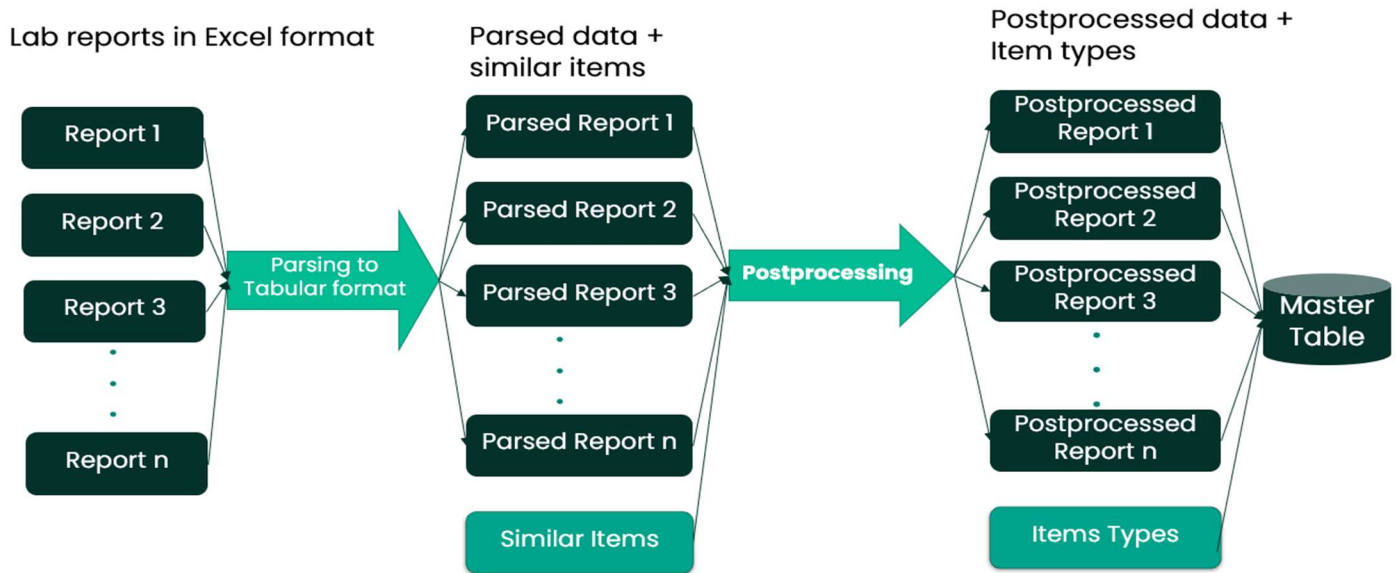 Lab reports in Excel format
Report 1
Report 2
Report 3
Report n
Parsing to
Tabular format
Parsed data +
similar items
Parsed Report 1
Parsed Report 2
Parsed Report 3
Parsed Report n
Similar Items
Postprocessing
Postprocessed data +
Item types
Postprocessed
Report 1
Postprocessed
Report 2
Postprocessed
Report 3
Postprocessed
Report n
Items Types
Master
Table